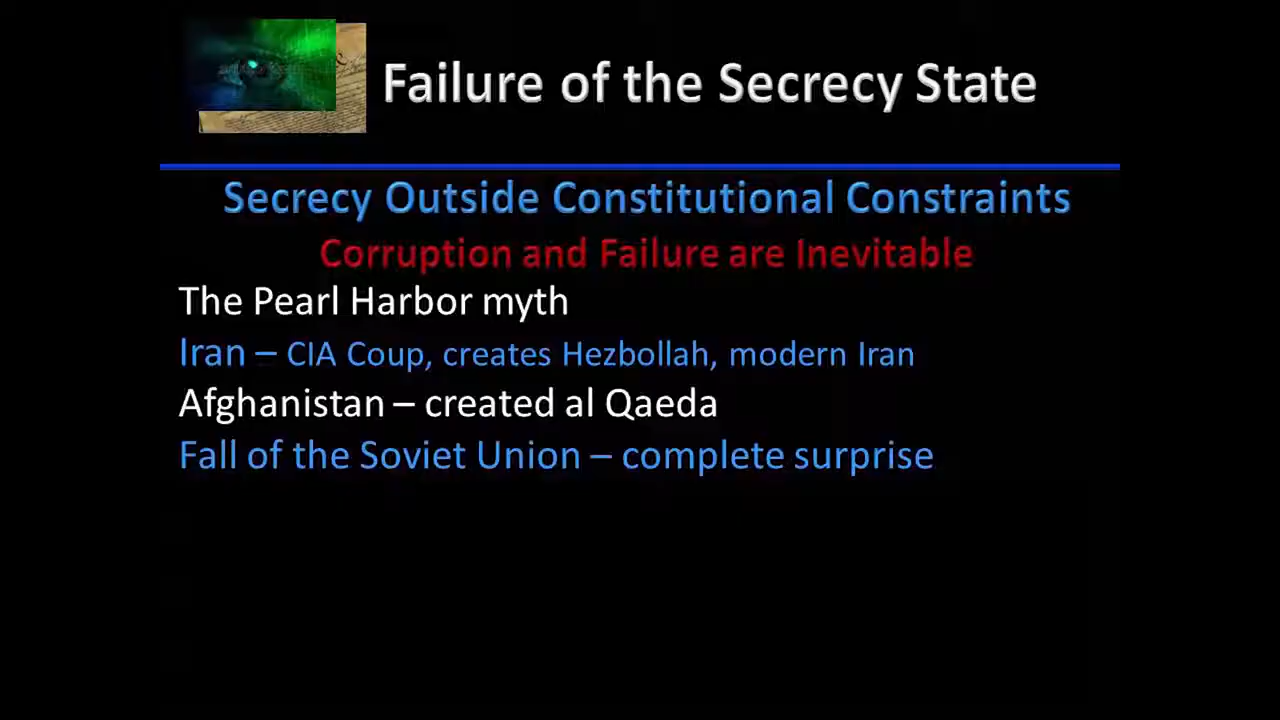 Failure of the Secrecy State
Secrecy Outside Constitutional Constraints
Corruption and Failure are Inevitable
The Pearl Harbor myth
Iran – CIA Coup, creates Hezbollah, modern Iran
Afghanistan – created al Qaeda
Fall of the Soviet Union – complete surprise